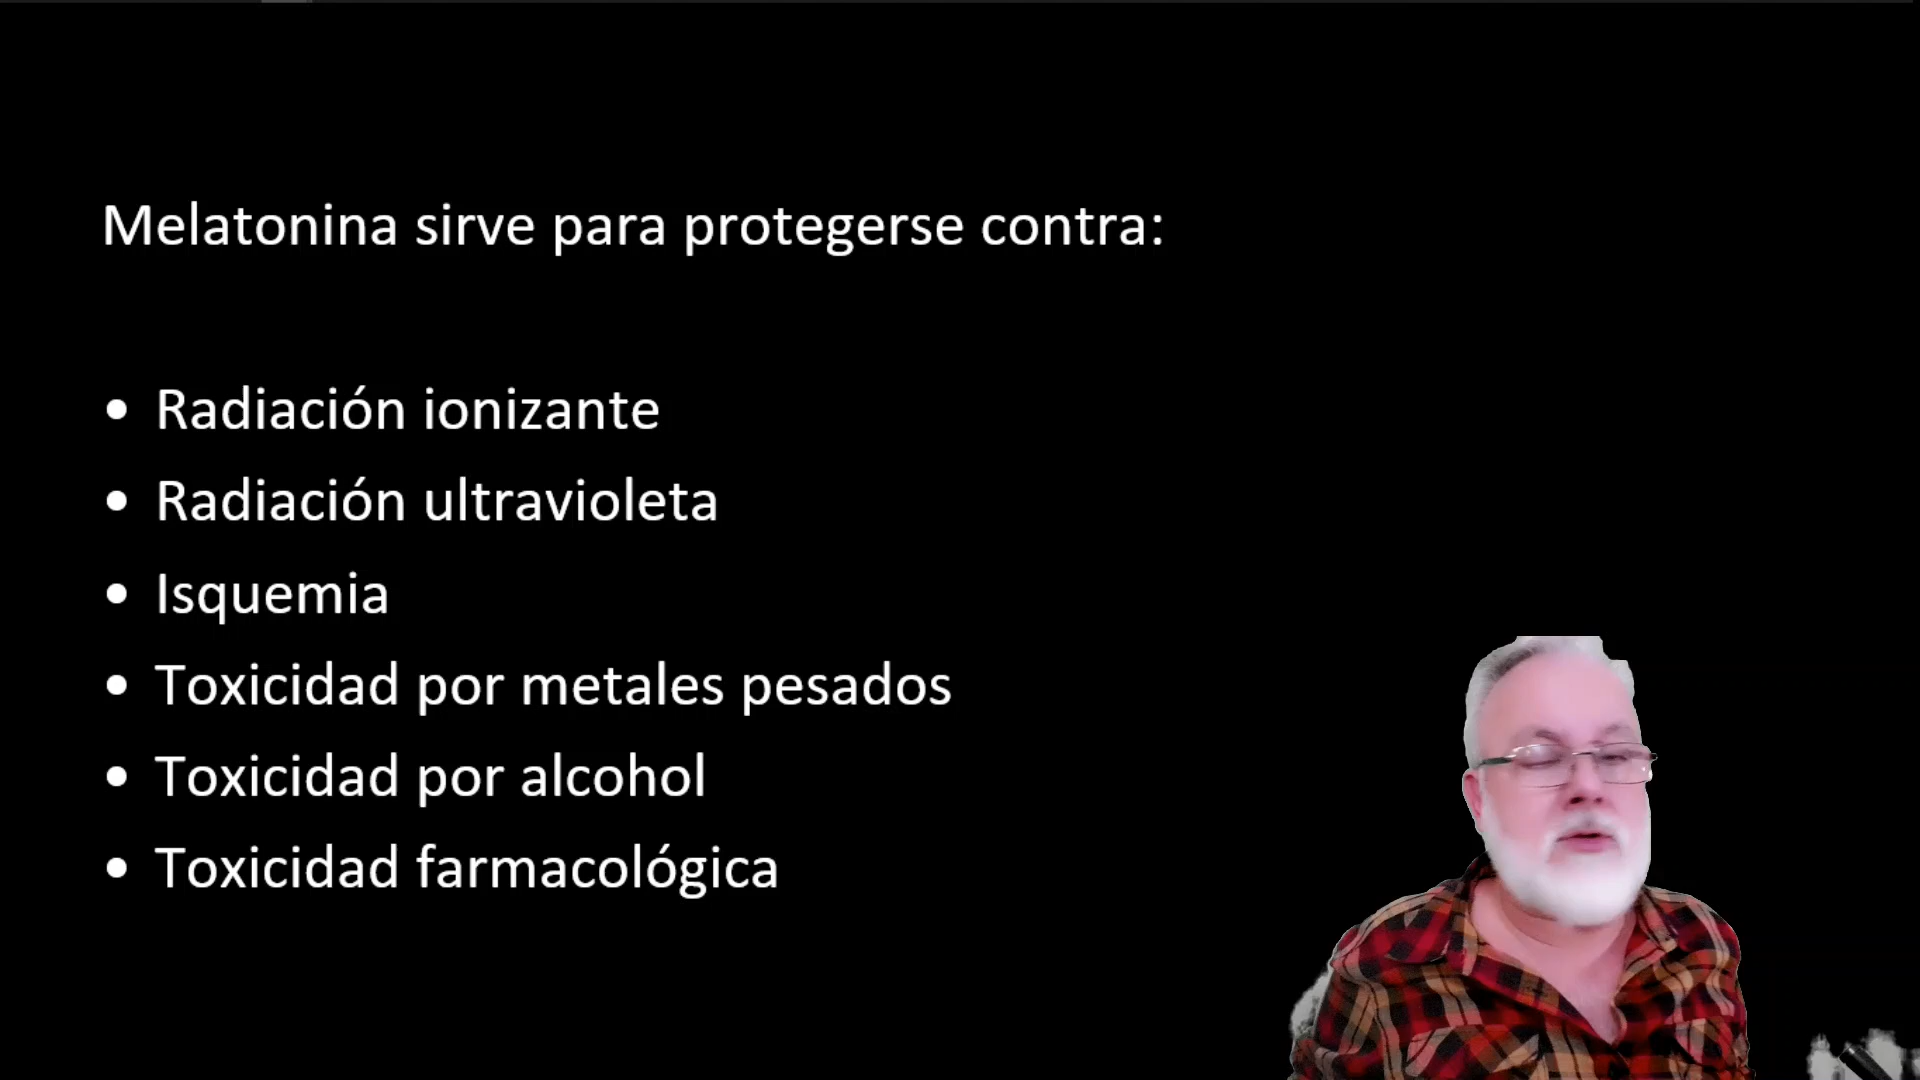 Melatonina sirve para protegerse contra:
• Radiación ionizante
• Radiación ultravioleta
• Isquemia
• Toxicidad por metales pesados
• Toxicidad por alcohol
• Toxicidad farmacológica